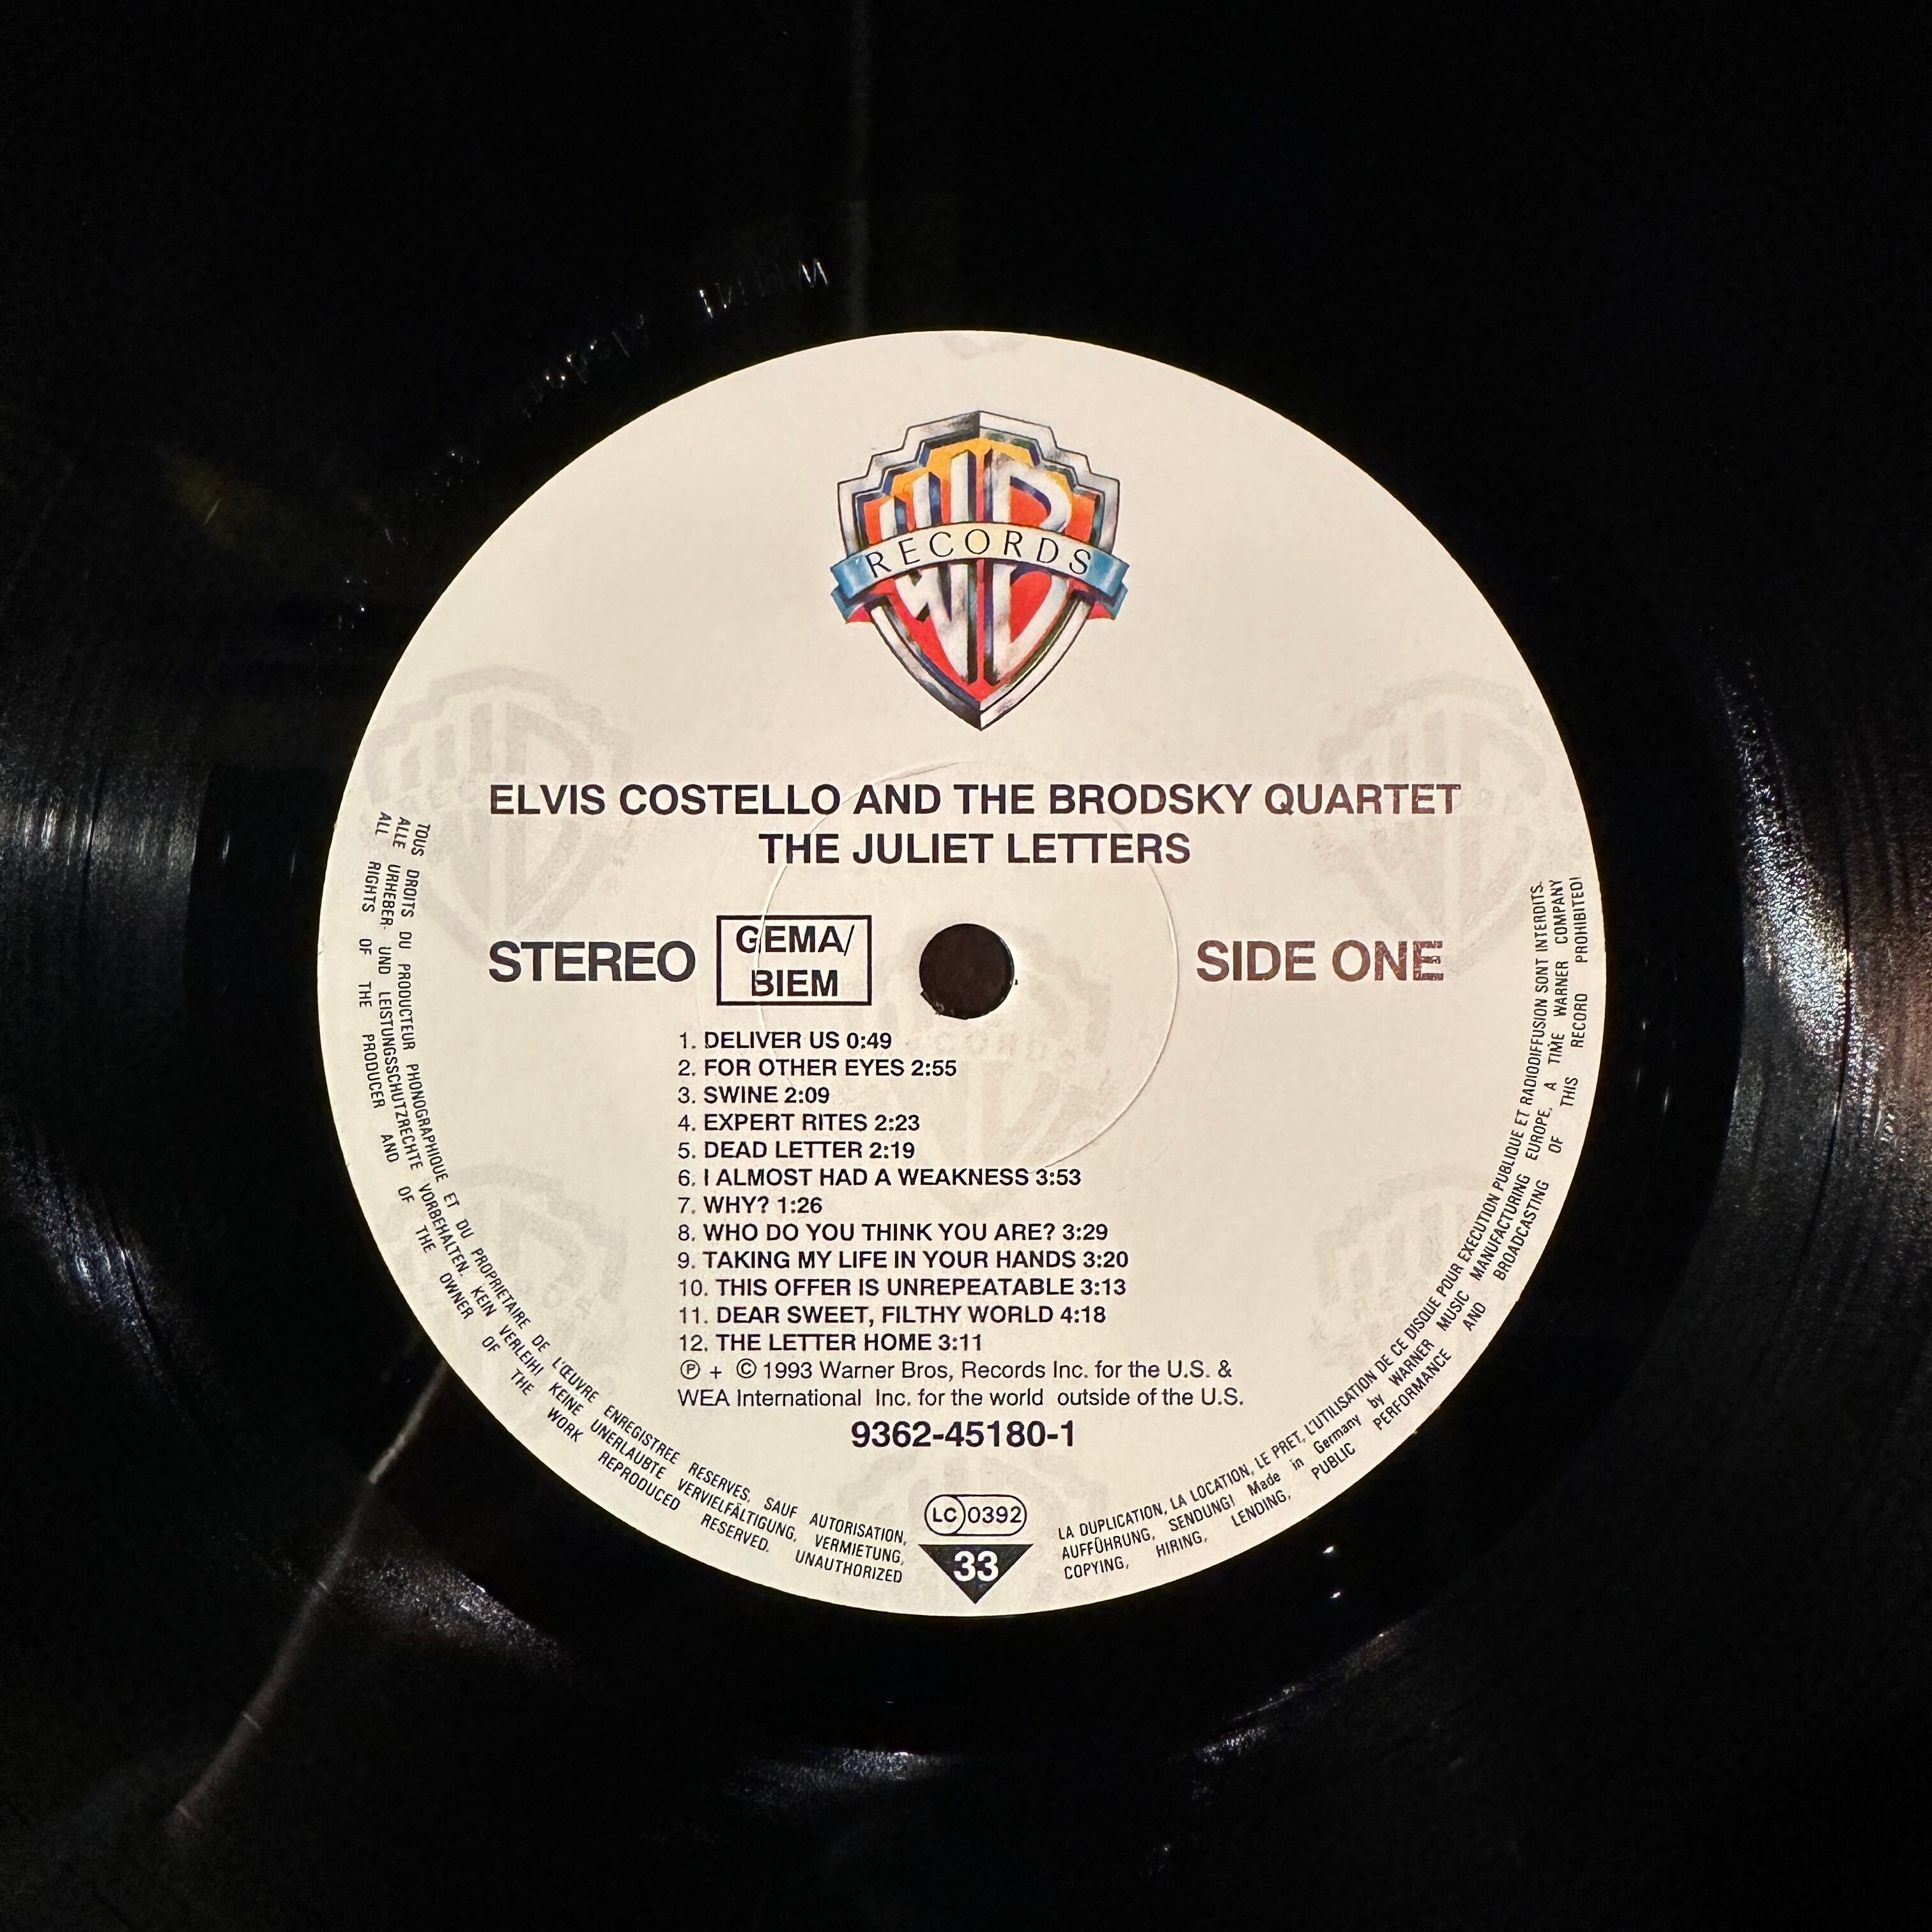 WB
RECORDS
ELVIS COSTELLO AND THE BRODSKY QUARTET
THE JULIET LETTERS
STEREO
GEMA/
BIEM
SIDE ONE
1. DELIVER US 0:49
2. FOR OTHER EYES 2:55
3. SWINE 2:09
4. EXPERT RITES 2:23
5. DEAD LETTER 2:19
6. I ALMOST HAD A WEAKNESS 3:53
7. WHY? 1:26
8. WHO DO YOU THINK YOU ARE? 3:29
9. TAKING MY LIFE IN YOUR HANDS 3:20
10. THIS OFFER IS UNREPEATABLE 3:13
11. DEAR SWEET, FILTHY WORLD 4:18
12. THE LETTER HOME 3:11
℗ + © 1993 Warner Bros, Records Inc. for the U.S. &
WEA International Inc. for the world outside of the U.S.
9362-45180-1
LC 0392
33
TOUS DROITS DU PRODUCTEUR PHONOGRAPHIQUE ET DU PROPRIETAIRE DE L'ŒUVRE ENREGISTREE RESERVES. SAUF AUTORISATION, LA DUPLICATION, LA LOCATION, LE PRET, L'UTILISATION DE CE DISQUE POUR EXECUTION PUBLIQUE ET RADIODIFFUSION SONT INTERDITS.
ALLE URHEBER- UND LEISTUNGSSCHUTZRECHTE VORBEHALTEN. KEIN VERLEIH! KEINE UNERLAUBTE VERVIELFÄLTIGUNG, VERMIETUNG, AUFFÜHRUNG, SENDUNG! Made in Germany by WARNER MUSIC MANUFACTURING EUROPE, A TIME WARNER COMPANY
ALL RIGHTS OF THE PRODUCER AND OF THE OWNER OF THE WORK REPRODUCED RESERVED. UNAUTHORIZED COPYING, HIRING, LENDING, PUBLIC PERFORMANCE AND BROADCASTING OF THIS RECORD PROHIBITED!